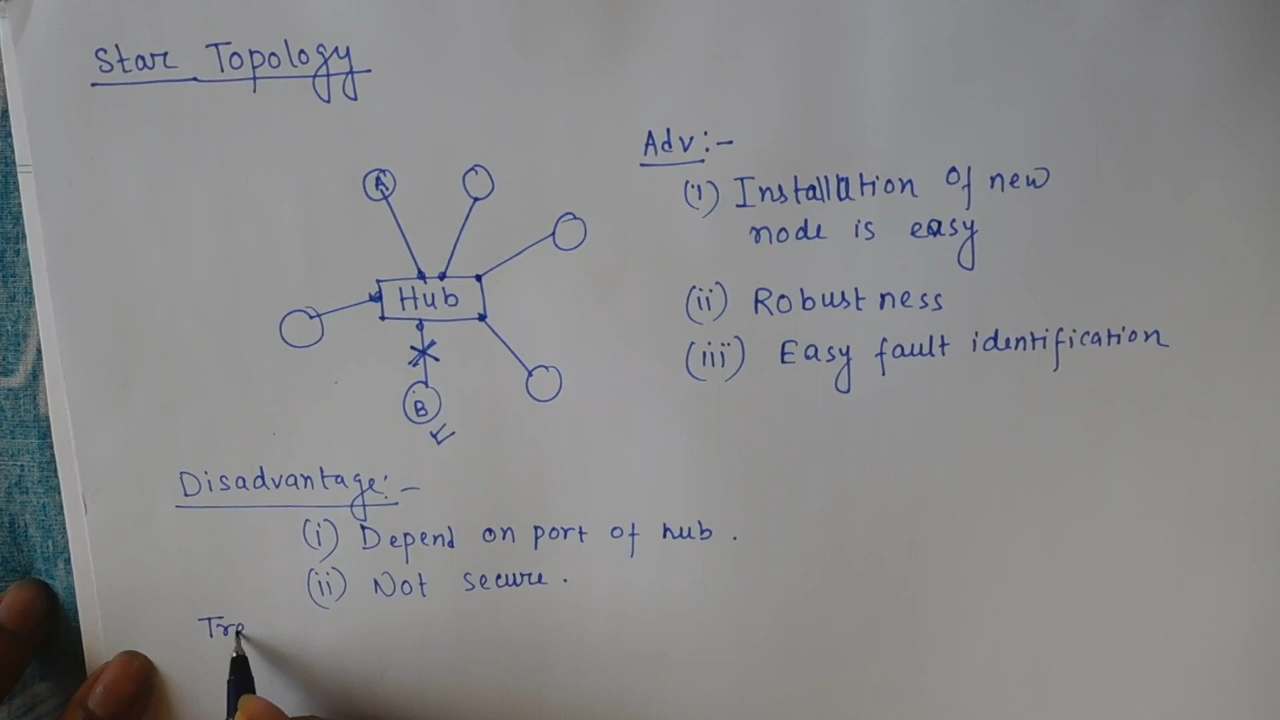 Star Topology
Adv:-
(i) Installation of new
node is easy
(ii) Robustness
(iii) Easy fault identification
A
Hub
B
Disadvantage:-
(i) Depend on port of hub.
(ii) Not secure.
Tre